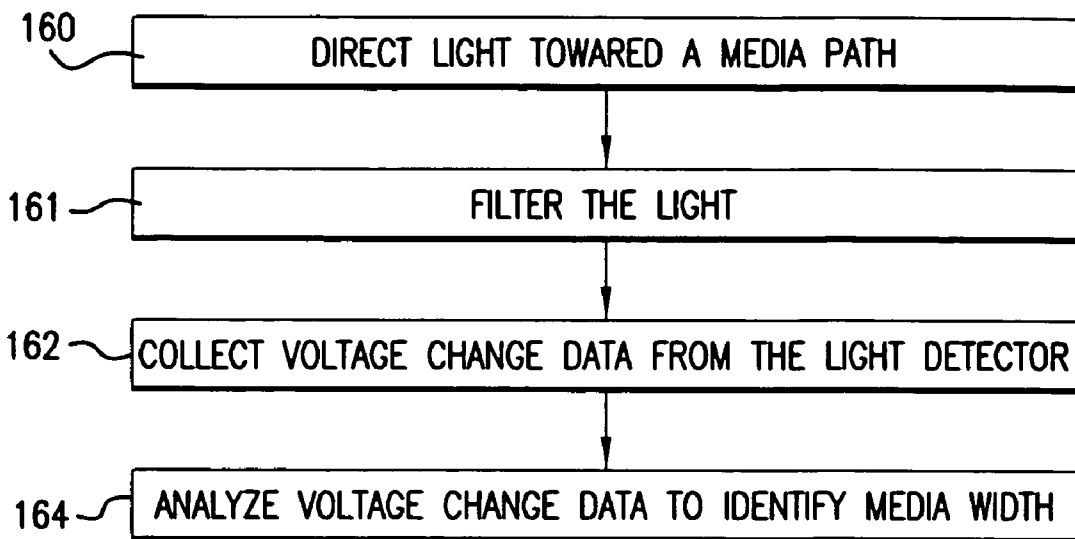 160
DIRECT LIGHT TOWARED A MEDIA PATH
161
FILTER THE LIGHT
162
COLLECT VOLTAGE CHANGE DATA FROM THE LIGHT DETECTOR
164
ANALYZE VOLTAGE CHANGE DATA TO IDENTIFY MEDIA WIDTH